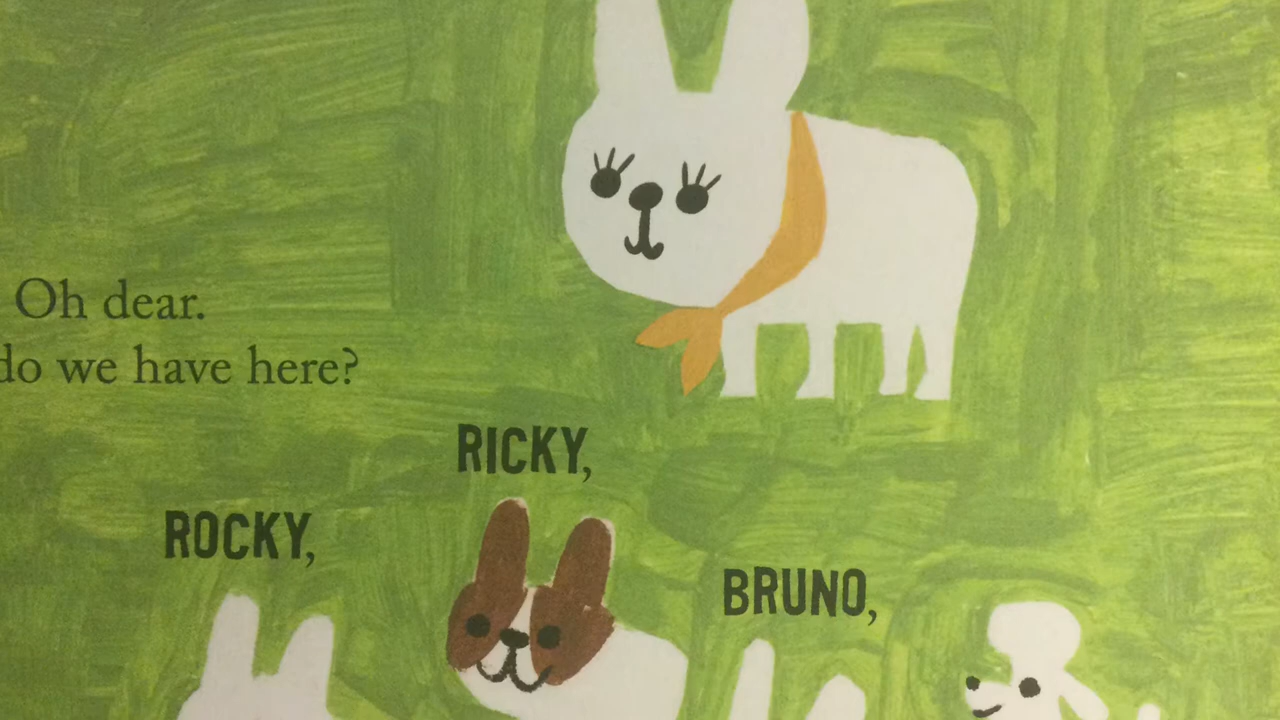 Oh dear.
do we have here?
RICKY,
ROCKY,
BRUNO,